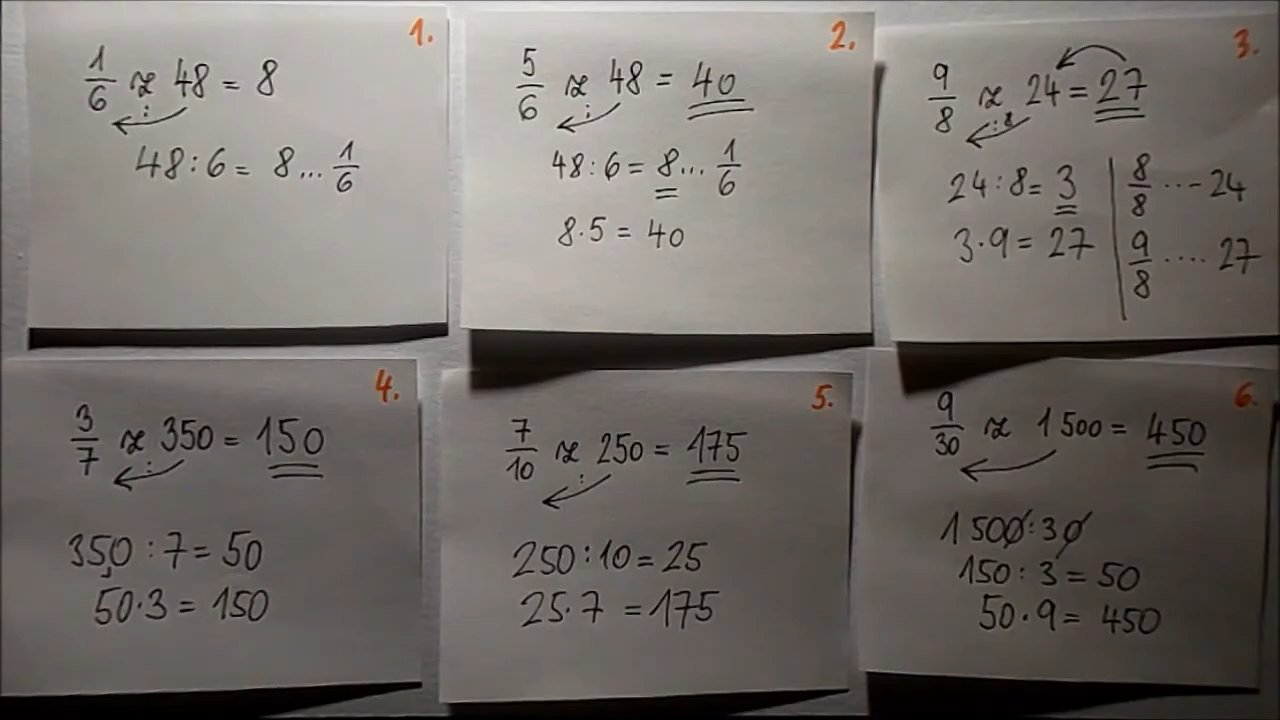 1.
1/6 z 48 = 8
:
48 : 6 = 8 ... 1/6
2.
5/6 z 48 = 40
:
48 : 6 = 8 ... 1/6
8 · 5 = 40
3.
9/8 z 24 = 27
: 8
24 : 8 = 3
3 · 9 = 27
8/8 .... 24
9/8 .... 27
4.
3/7 z 350 = 150
:
350 : 7 = 50
50 · 3 = 150
5.
7/10 z 250 = 175
:
250 : 10 = 25
25 · 7 = 175
6.
9/30 z 1 500 = 450
1 500 : 30
150 : 3 = 50
50 · 9 = 450